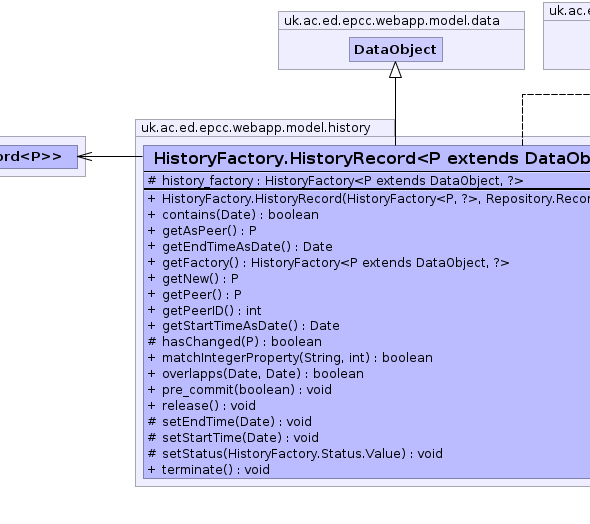 uk.ac.ed.epcc.webapp.model.data
uk.ac.e
DataObject
uk.ac.ed.epcc.webapp.model.history
ord<P>>
HistoryFactory.HistoryRecord<P extends DataOb
# history_factory : HistoryFactory<P extends DataObject, ?>
+ HistoryFactory.HistoryRecord(HistoryFactory<P, ?>, Repository.Recor
+ contains(Date) : boolean
+ getAsPeer() : P
+ getEndTimeAsDate() : Date
+ getFactory() : HistoryFactory<P extends DataObject, ?>
+ getNew() : P
+ getPeer() : P
+ getPeerID() : int
+ getStartTimeAsDate() : Date
# hasChanged(P) : boolean
+ matchIntegerProperty(String, int) : boolean
+ overlapps(Date, Date) : boolean
+ pre_commit(boolean) : void
+ release() : void
# setEndTime(Date) : void
# setStartTime(Date) : void
# setStatus(HistoryFactory.Status.Value) : void
+ terminate() : void